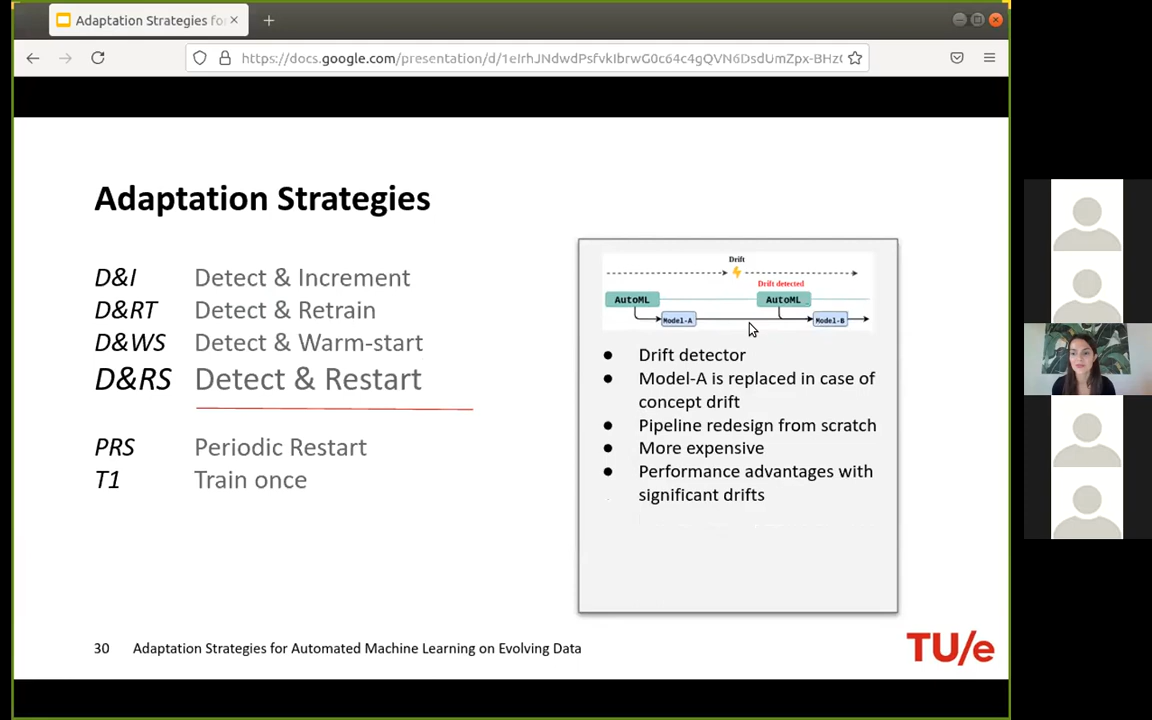 Adaptation Strategies fo
https://docs.google.com/presentation/d/1eIrhJNdwdPsfvkIbrwG0c64c4gQVN6DsdUmZpx-BHz
Adaptation Strategies
D&I Detect & Increment
D&RT Detect & Retrain
D&WS Detect & Warm-start
D&RS Detect & Restart
PRS Periodic Restart
T1 Train once
Drift
Drift detected
AutoML AutoML
Model-A Model-B
● Drift detector
● Model-A is replaced in case of
concept drift
● Pipeline redesign from scratch
● More expensive
● Performance advantages with
significant drifts
30 Adaptation Strategies for Automated Machine Learning on Evolving Data
TU/e